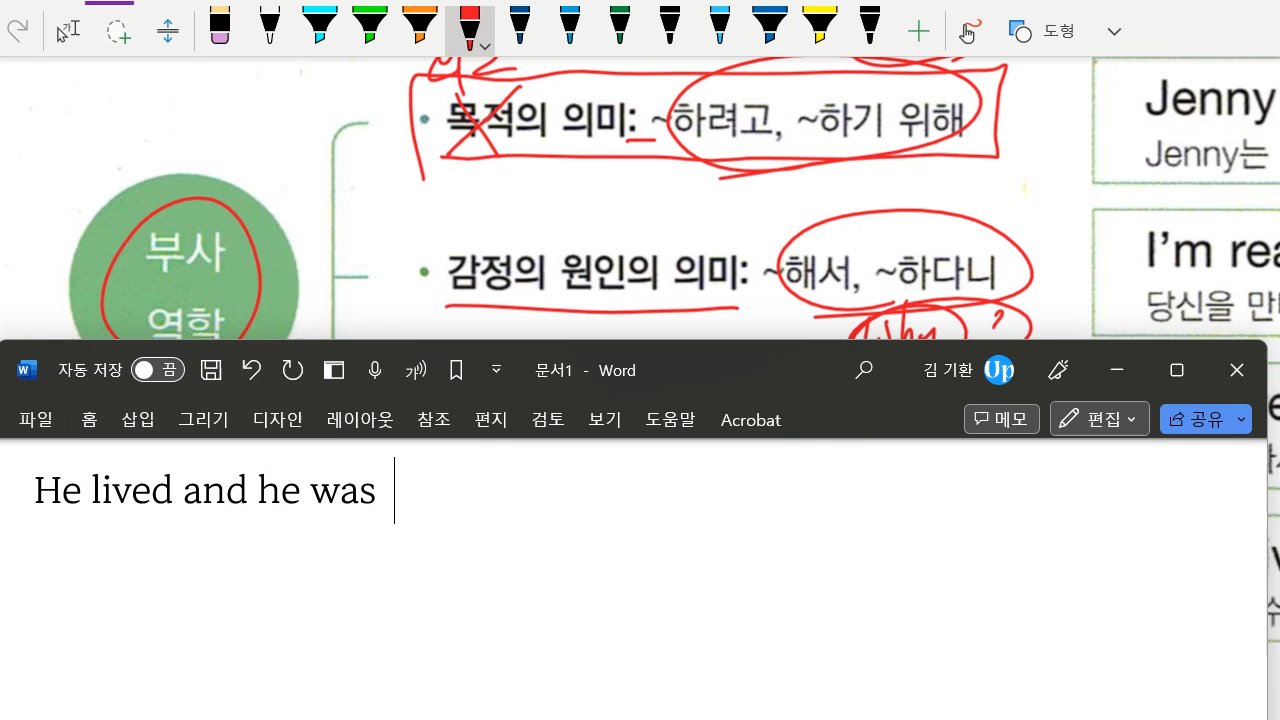 도형
목적의 의미: ~하려고, ~하기 위해
Jenny
Jenny는
부사
역할
감정의 원인의 의미: ~해서, ~하다니
I'm rea
당신을 만
자동 저장 끔 문서1 - Word 김 기환 Up
파일 홈 삽입 그리기 디자인 레이아웃 참조 편지 검토 보기 도움말 Acrobat 메모 편집 공유
He lived and he was